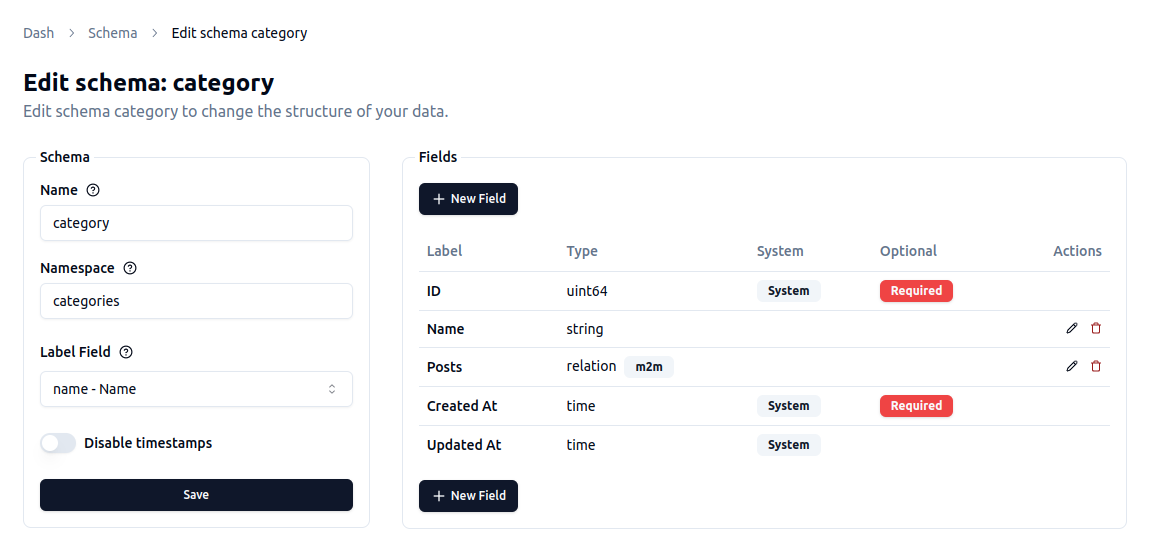 Dash > Schema > Edit schema category
Edit schema: category
Edit schema category to change the structure of your data.
Schema
Name
category
Namespace
categories
Label Field
name - Name
Disable timestamps
Save
Fields
+ New Field
Label Type System Optional Actions
ID uint64 System Required
Name string
Posts relation m2m
Created At time System Required
Updated At time System
+ New Field